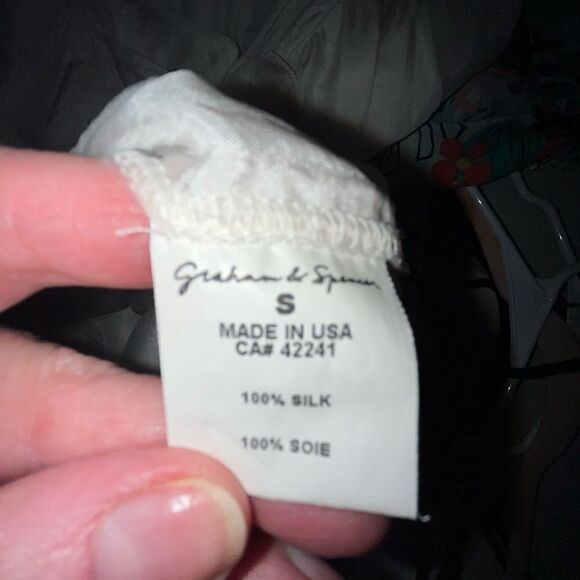 Graham & Spencer
S
MADE IN USA
CA# 42241
100% SILK
100% SOIE